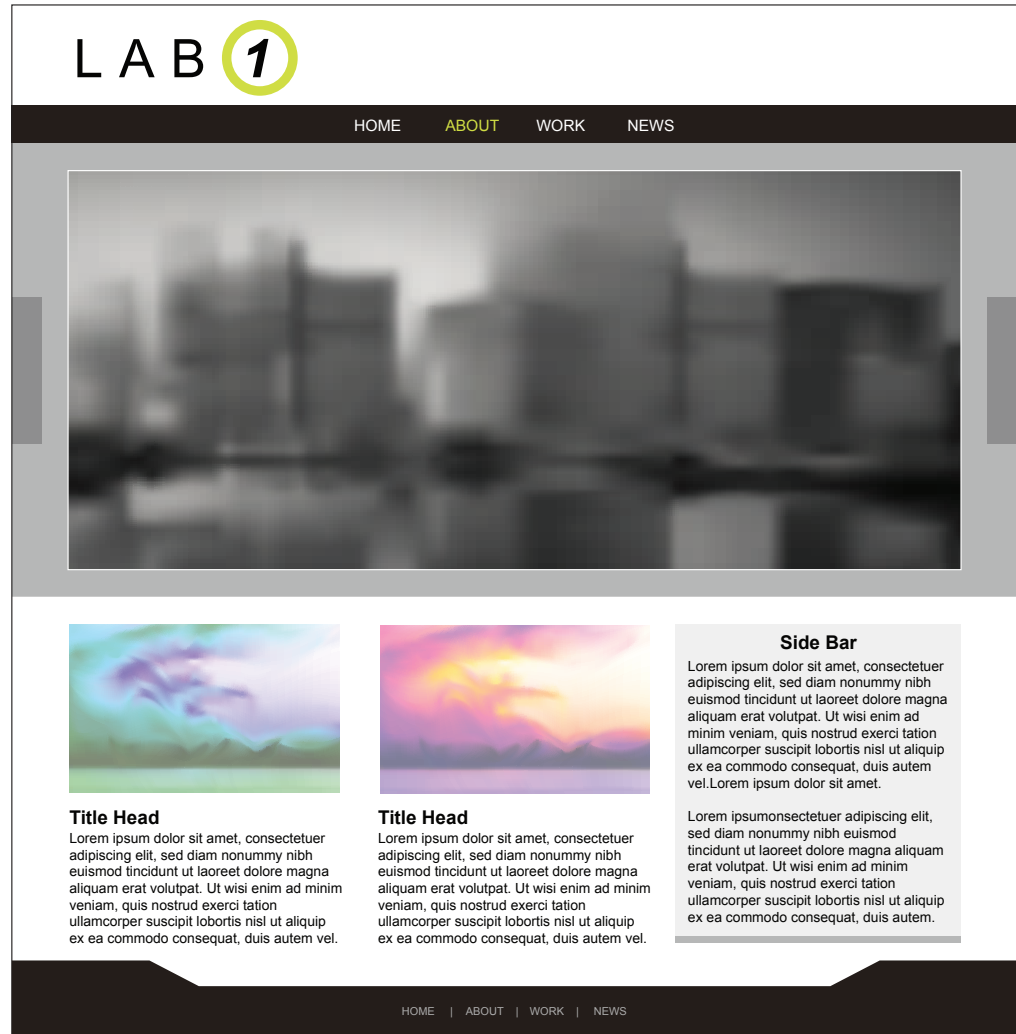 LAB 1
HOME ABOUT WORK NEWS
Title Head
Lorem ipsum dolor sit amet, consectetuer
adipiscing elit, sed diam nonummy nibh
euismod tincidunt ut laoreet dolore magna
aliquam erat volutpat. Ut wisi enim ad minim
veniam, quis nostrud exerci tation
ullamcorper suscipit lobortis nisl ut aliquip
ex ea commodo consequat, duis autem vel.
Title Head
Lorem ipsum dolor sit amet, consectetuer
adipiscing elit, sed diam nonummy nibh
euismod tincidunt ut laoreet dolore magna
aliquam erat volutpat. Ut wisi enim ad minim
veniam, quis nostrud exerci tation
ullamcorper suscipit lobortis nisl ut aliquip
ex ea commodo consequat, duis autem vel.
Side Bar
Lorem ipsum dolor sit amet, consectetuer
adipiscing elit, sed diam nonummy nibh
euismod tincidunt ut laoreet dolore magna
aliquam erat volutpat. Ut wisi enim ad
minim veniam, quis nostrud exerci tation
ullamcorper suscipit lobortis nisl ut aliquip
ex ea commodo consequat, duis autem
vel.Lorem ipsum dolor sit amet.
Lorem ipsumonsectetuer adipiscing elit,
sed diam nonummy nibh euismod
tincidunt ut laoreet dolore magna aliquam
erat volutpat. Ut wisi enim ad minim
veniam, quis nostrud exerci tation
ullamcorper suscipit lobortis nisl ut aliquip
ex ea commodo consequat, duis autem.
HOME | ABOUT | WORK | NEWS